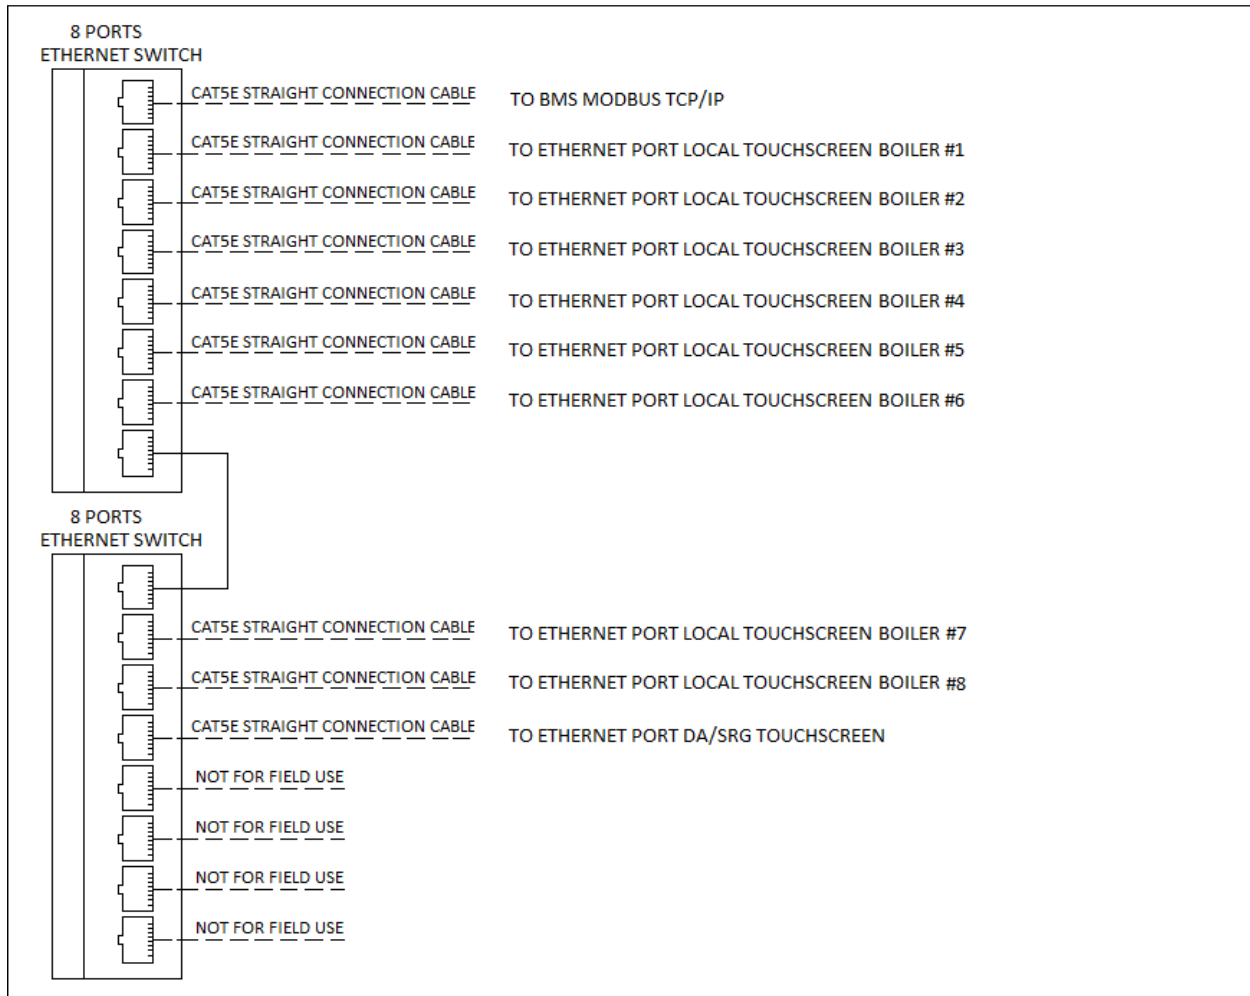 8 PORTS
ETHERNET SWITCH
CAT5E STRAIGHT CONNECTION CABLE TO BMS MODBUS TCP/IP
CAT5E STRAIGHT CONNECTION CABLE TO ETHERNET PORT LOCAL TOUCHSCREEN BOILER #1
CAT5E STRAIGHT CONNECTION CABLE TO ETHERNET PORT LOCAL TOUCHSCREEN BOILER #2
CAT5E STRAIGHT CONNECTION CABLE TO ETHERNET PORT LOCAL TOUCHSCREEN BOILER #3
CAT5E STRAIGHT CONNECTION CABLE TO ETHERNET PORT LOCAL TOUCHSCREEN BOILER #4
CAT5E STRAIGHT CONNECTION CABLE TO ETHERNET PORT LOCAL TOUCHSCREEN BOILER #5
CAT5E STRAIGHT CONNECTION CABLE TO ETHERNET PORT LOCAL TOUCHSCREEN BOILER #6
8 PORTS
ETHERNET SWITCH
CAT5E STRAIGHT CONNECTION CABLE TO ETHERNET PORT LOCAL TOUCHSCREEN BOILER #7
CAT5E STRAIGHT CONNECTION CABLE TO ETHERNET PORT LOCAL TOUCHSCREEN BOILER #8
CAT5E STRAIGHT CONNECTION CABLE TO ETHERNET PORT DA/SRG TOUCHSCREEN
NOT FOR FIELD USE
NOT FOR FIELD USE
NOT FOR FIELD USE
NOT FOR FIELD USE